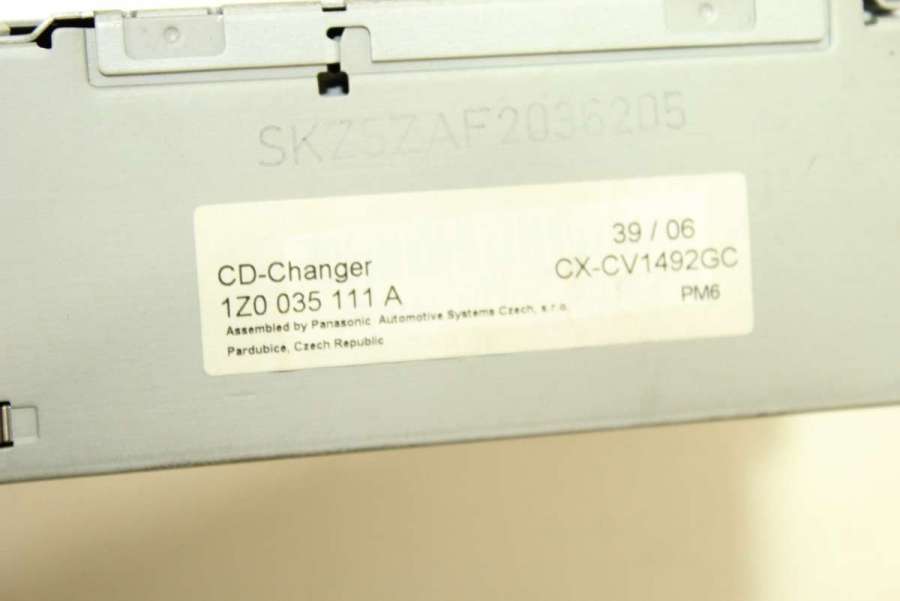 SKZ5ZAF2036205
39 / 06
CD-Changer
CX-CV1492GC
1Z0 035 111 A
PM6
Assembled by Panasonic Automotive Systems Czech, s.r.o.
Pardubice, Czech Republic